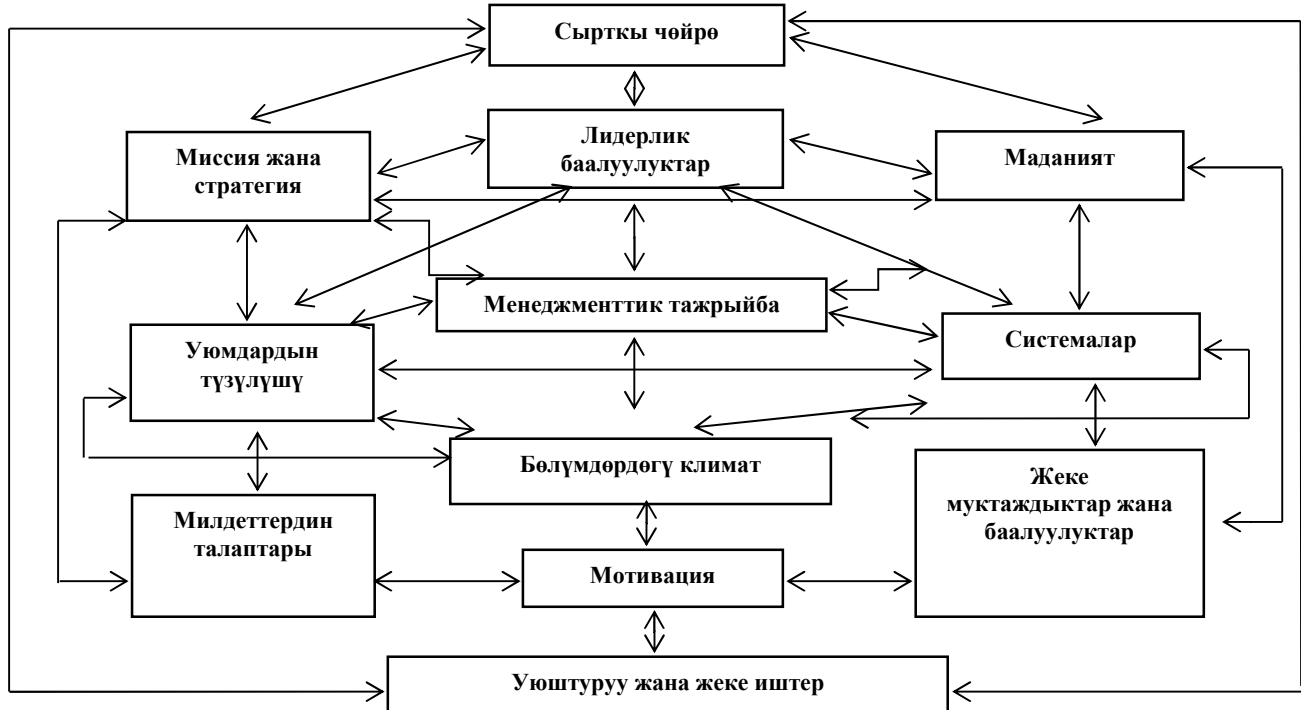 Сырткы чөйрө
Лидерлик
баалуулуктар
Миссия жана
стратегия
Маданият
Менеджменттик тажрыйба
Уюмдардын
түзүлүшү
Системалар
Бөлүмдөрдөгү климат
Жеке
муктаждыктар жана
баалуулуктар
Милдеттердин
талаптары
Мотивация
Уюштуруу жана жеке иштер